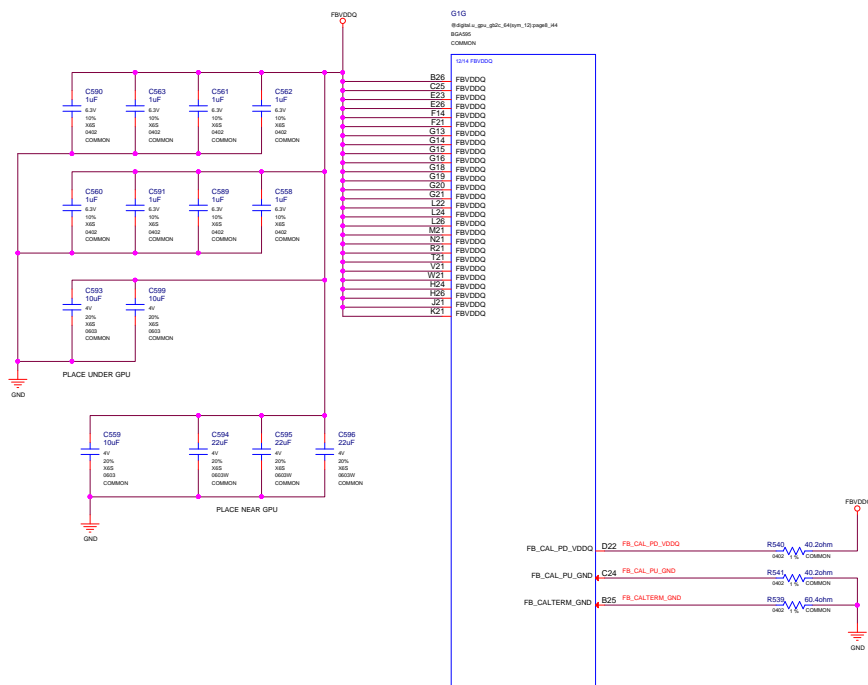 FBVDDQ
G1G
@digital.u_gpu_gb2c_64(sym_12):page8_i44
BGA595
COMMON
12/14 FBVDDQ
C590
1uF
6.3V
10%
X6S
0402
COMMON
C563
1uF
6.3V
10%
X6S
0402
COMMON
C561
1uF
6.3V
10%
X6S
0402
COMMON
C562
1uF
6.3V
10%
X6S
0402
COMMON
C560
1uF
6.3V
10%
X6S
0402
COMMON
C591
1uF
6.3V
10%
X6S
0402
COMMON
C589
1uF
6.3V
10%
X6S
0402
COMMON
C558
1uF
6.3V
10%
X6S
0402
COMMON
C593
10uF
4V
20%
X6S
0603
COMMON
C599
10uF
4V
20%
X6S
0603
COMMON
PLACE UNDER GPU
GND
C559
10uF
4V
20%
X6S
0603
COMMON
C594
22uF
4V
20%
X6S
0603W
COMMON
C595
22uF
4V
20%
X6S
0603W
COMMON
C596
22uF
4V
20%
X6S
0603W
COMMON
PLACE NEAR GPU
GND
B26 FBVDDQ
C25 FBVDDQ
E23 FBVDDQ
E26 FBVDDQ
F14 FBVDDQ
F21 FBVDDQ
G13 FBVDDQ
G14 FBVDDQ
G15 FBVDDQ
G16 FBVDDQ
G18 FBVDDQ
G19 FBVDDQ
G20 FBVDDQ
G21 FBVDDQ
L22 FBVDDQ
L24 FBVDDQ
L26 FBVDDQ
M21 FBVDDQ
N21 FBVDDQ
R21 FBVDDQ
T21 FBVDDQ
V21 FBVDDQ
W21 FBVDDQ
H24 FBVDDQ
H26 FBVDDQ
J21 FBVDDQ
K21 FBVDDQ
FBVDDQ
FB_CAL_PD_VDDQ D22 FB_CAL_PD_VDDQ R540 40.2ohm
0402 1% COMMON
FB_CAL_PU_GND C24 FB_CAL_PU_GND R541 40.2ohm
0402 1% COMMON
FB_CALTERM_GND B25 FB_CALTERM_GND R539 60.4ohm
0402 1% COMMON
GND